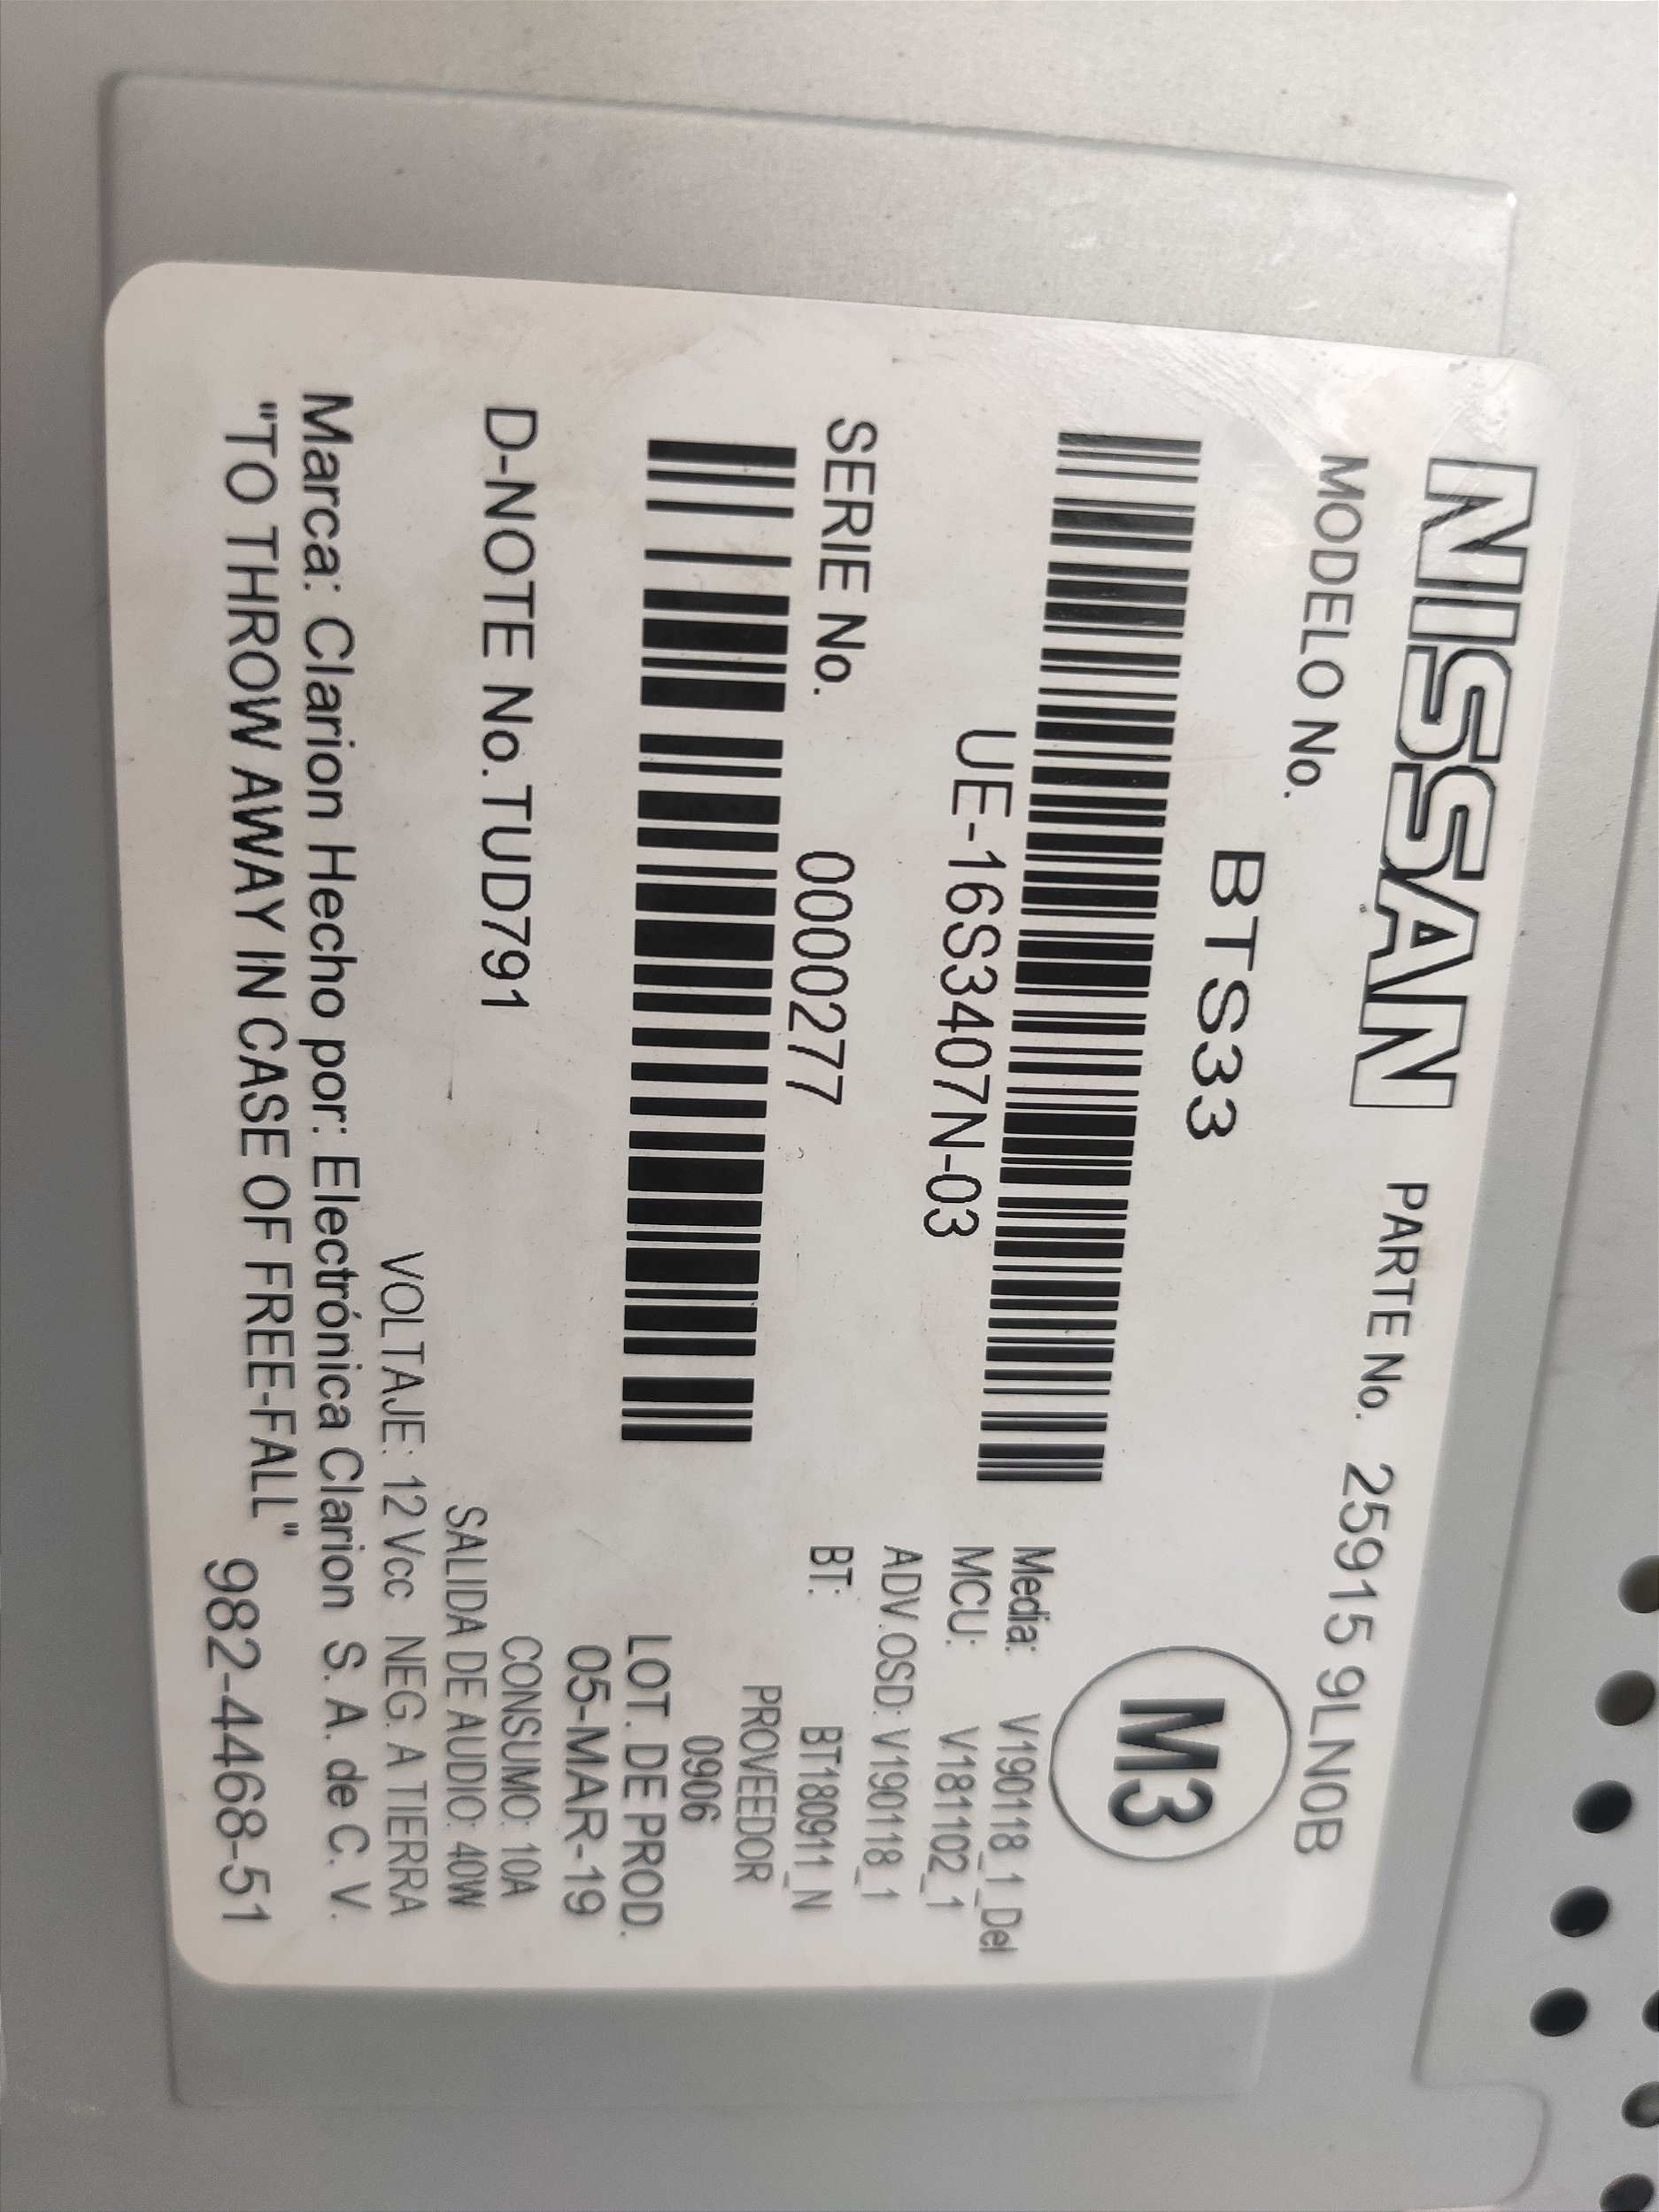 NISSAN PARTE No. 25915 9LN0B
MODELO No.
BTS33
M3
UE-16S3407N-03
Media: V190118_1_Del
MCU: V181102_1
ADV.OSD: V190118_1
BT: BT180911_N
SERIE No. 0000277
PROVEEDOR
0906
LOT. DE PROD.
05-MAR-19
D-NOTE No.TUD791
CONSUMO: 10A
SALIDA DE AUDIO: 40W
VOLTAJE: 12 Vcc NEG. A TIERRA
Marca: Clarion Hecho por: Electrónica Clarion S. A. de C. V.
"TO THROW AWAY IN CASE OF FREE-FALL" 982-4468-51